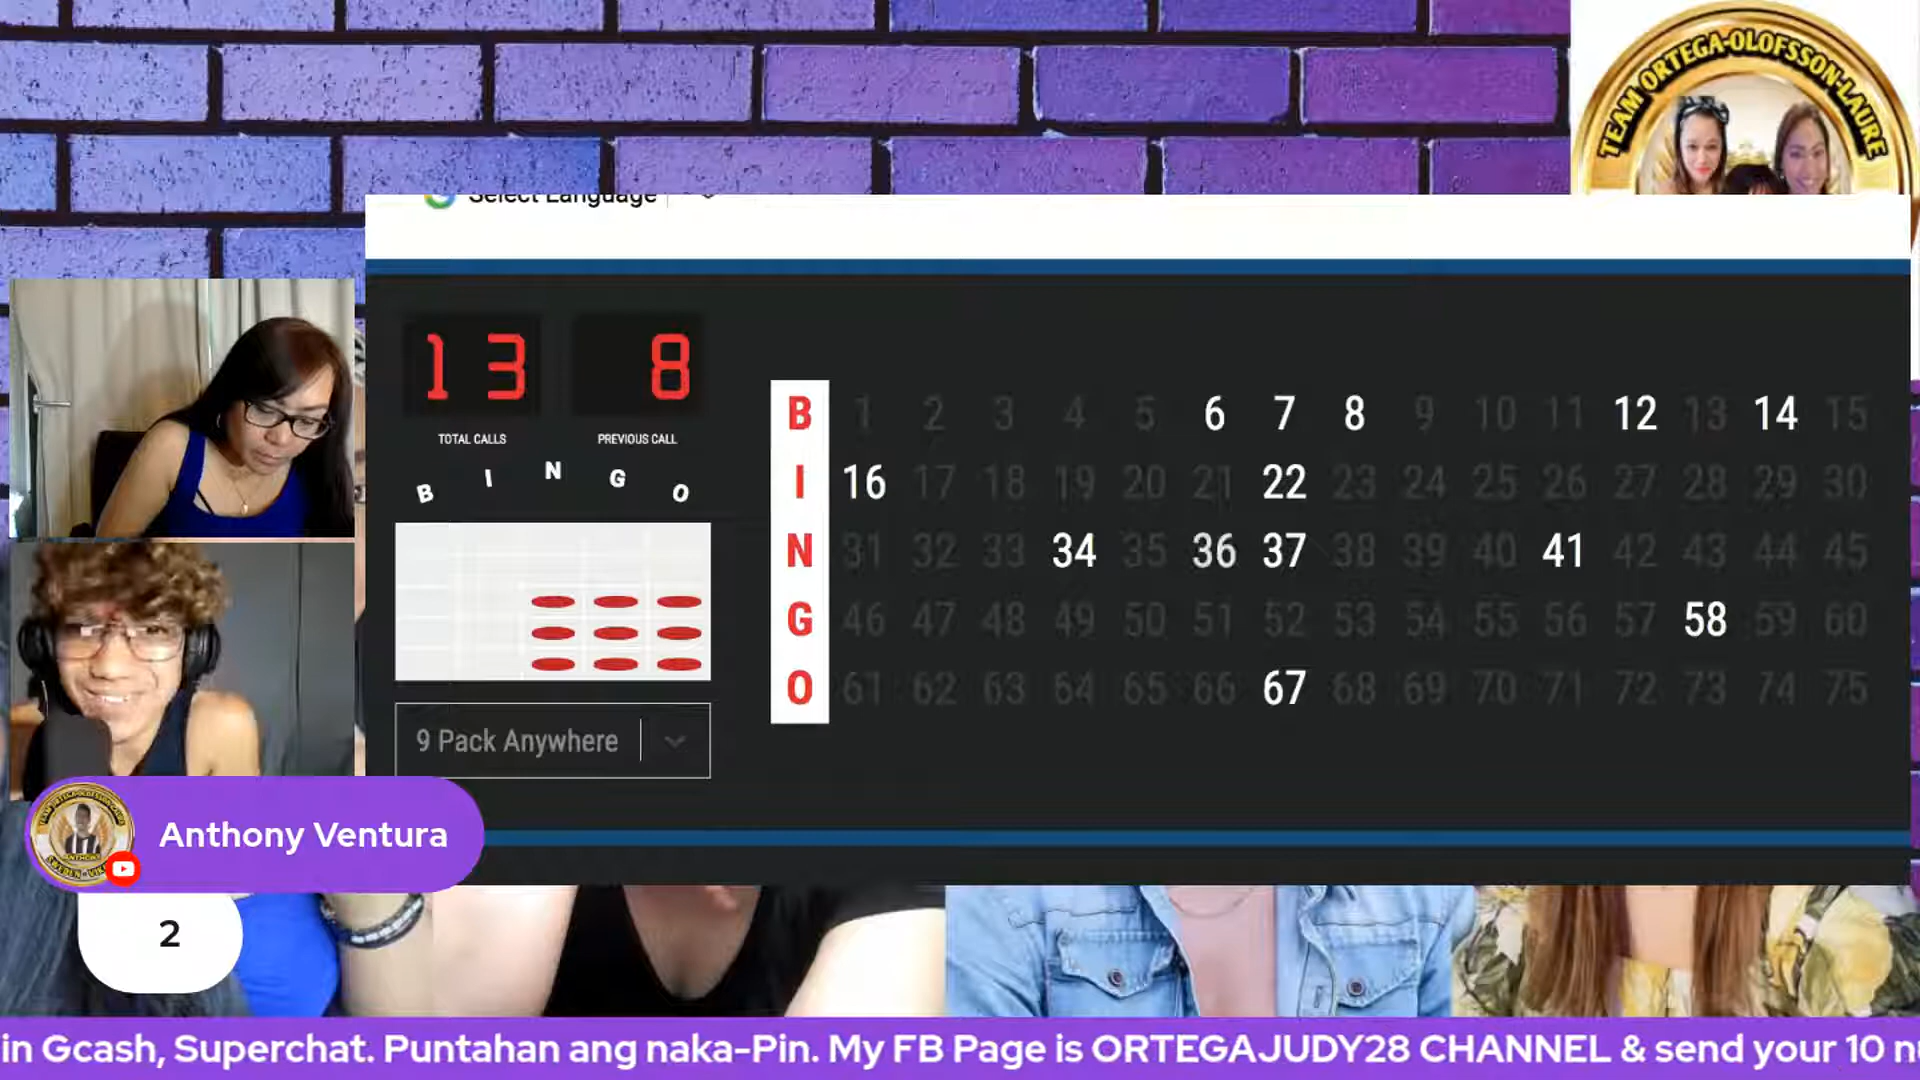 TEAM ORTEGA-OLOFSSON-LAURE
Select Language
13 8
TOTAL CALLS PREVIOUS CALL
B I N G O
9 Pack Anywhere
B 1 2 3 4 5 6 7 8 9 10 11 12 13 14 15
I 16 17 18 19 20 21 22 23 24 25 26 27 28 29 30
N 31 32 33 34 35 36 37 38 39 40 41 42 43 44 45
G 46 47 48 49 50 51 52 53 54 55 56 57 58 59 60
O 61 62 63 64 65 66 67 68 69 70 71 72 73 74 75
Anthony Ventura
2
in Gcash, Superchat. Puntahan ang naka-Pin. My FB Page is ORTEGAJUDY28 CHANNEL & send your 10